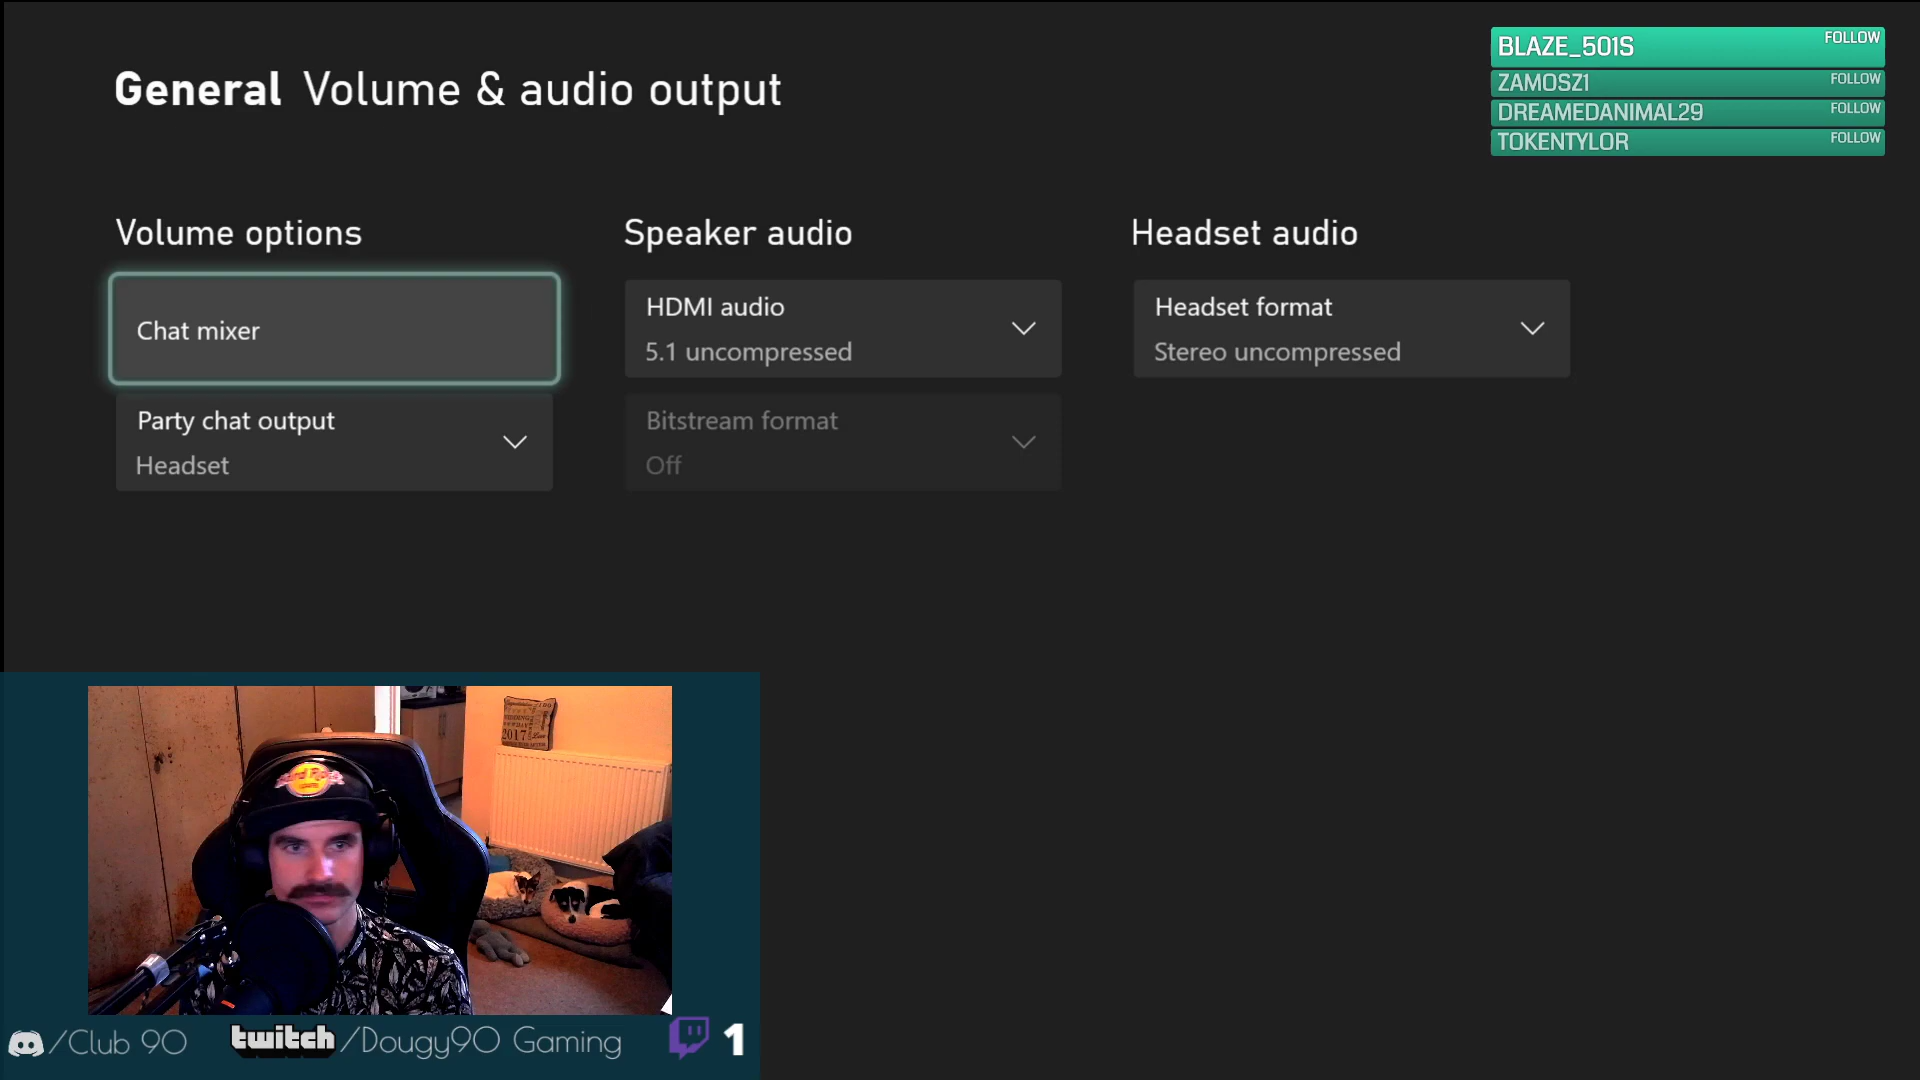 General Volume & audio output
BLAZE_501S FOLLOW
ZAMOSZ1 FOLLOW
DREAMEDANIMAL29 FOLLOW
TOKENTYLOR FOLLOW
Volume options
Chat mixer
Party chat output
Headset
Speaker audio
HDMI audio
5.1 uncompressed
Bitstream format
Off
Headset audio
Headset format
Stereo uncompressed
2017
/Club 90
twitch/Dougy90 Gaming
1